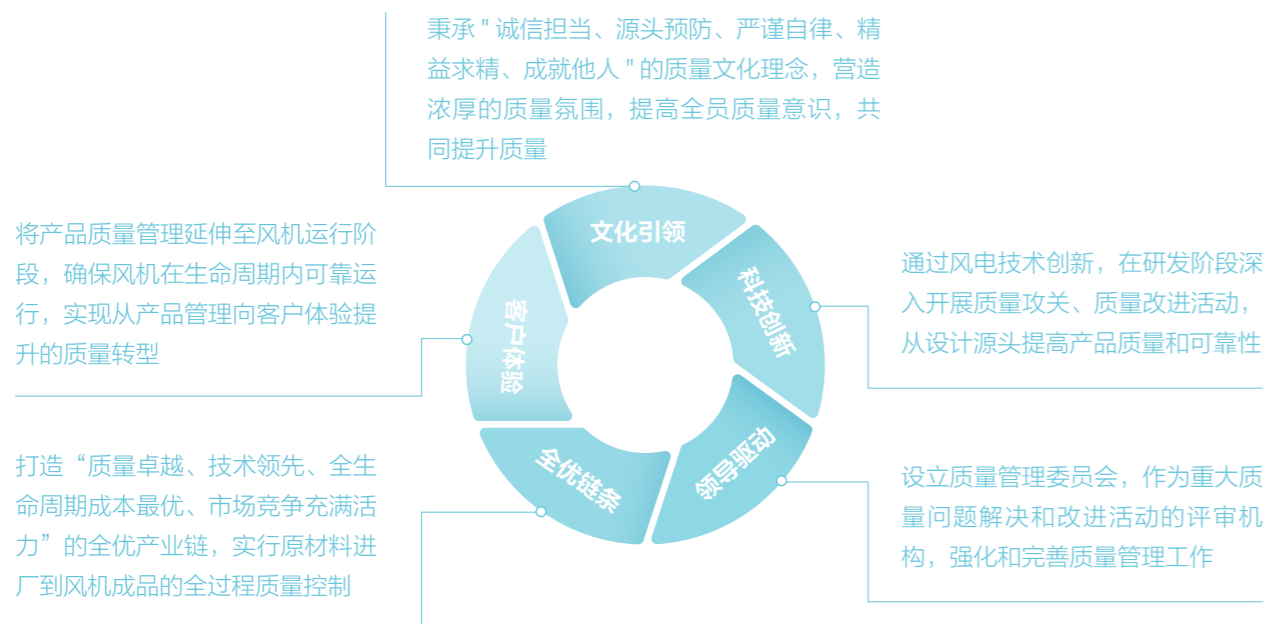 秉承"诚信担当、源头预防、严谨自律、精
益求精、成就他人"的质量文化理念，营造
浓厚的质量氛围，提高全员质量意识，共
同提升质量
文化引领
科技创新
通过风电技术创新，在研发阶段深
入开展质量攻关、质量改进活动，
从设计源头提高产品质量和可靠性
领导驱动
设立质量管理委员会，作为重大质
量问题解决和改进活动的评审机
构，强化和完善质量管理工作
全优链条
打造“质量卓越、技术领先、全生
命周期成本最优、市场竞争充满活
力”的全优产业链，实行原材料进
厂到风机成品的全过程质量控制
客户体验
将产品质量管理延伸至风机运行阶
段，确保风机在生命周期内可靠运
行，实现从产品管理向客户体验提
升的质量转型